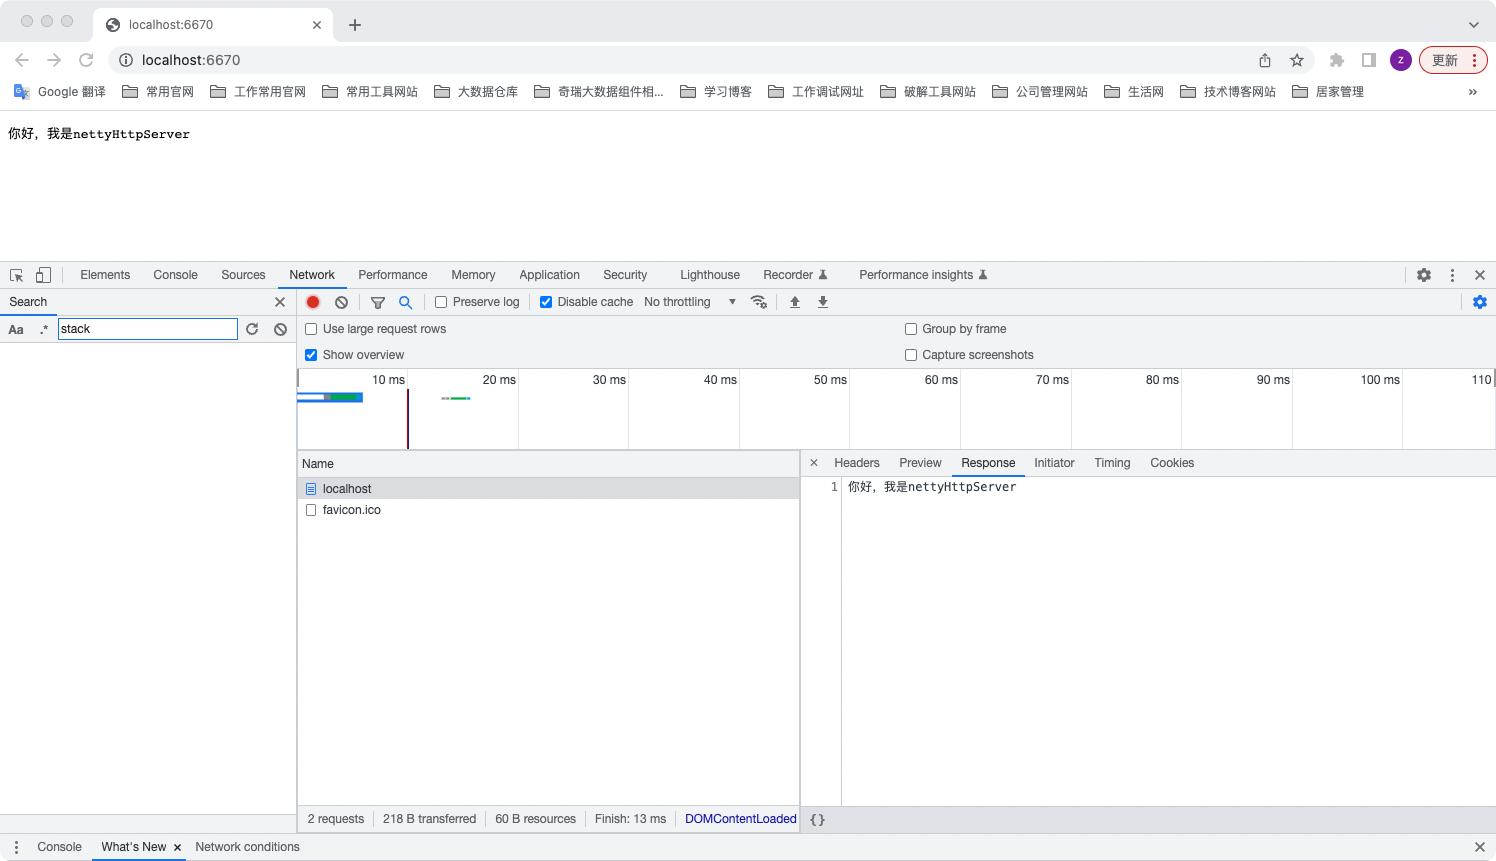 localhost:6670
localhost:6670
z
更新
Google 翻译
常用官网
工作常用官网
常用工具网站
大数据仓库
奇瑞大数据组件相...
学习博客
工作调试网址
破解工具网站
公司管理网站
生活网
技术博客网站
居家管理
»
你好，我是nettyHttpServer
Elements Console Sources Network Performance Memory Application Security Lighthouse Recorder Performance insights
Search
Preserve log Disable cache No throttling
Aa .* stack
Use large request rows Group by frame
Show overview Capture screenshots
10 ms 20 ms 30 ms 40 ms 50 ms 60 ms 70 ms 80 ms 90 ms 100 ms 110
Name
Headers Preview Response Initiator Timing Cookies
localhost
1 你好，我是nettyHttpServer
favicon.ico
2 requests 218 B transferred 60 B resources Finish: 13 ms DOMContentLoaded
{}
Console What's New Network conditions